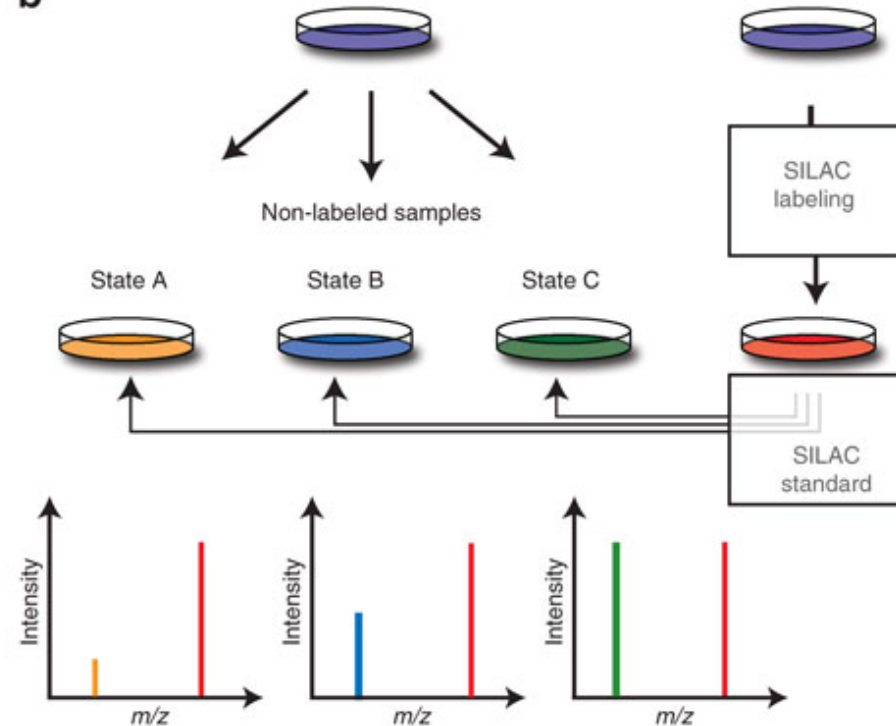 b
SILAC
labeling
Non-labeled samples
State A
State B
State C
SILAC
standard
Intensity
m/z
Intensity
m/z
Intensity
m/z